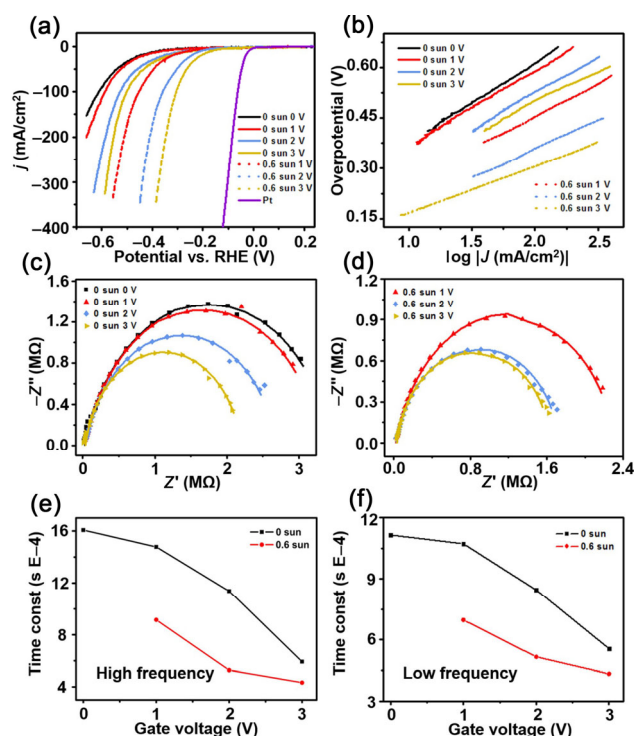 (a)
0
−100
−200
−300
−400
j (mA/cm²)
0 sun 0 V
0 sun 1 V
0 sun 2 V
0 sun 3 V
0.6 sun 1 V
0.6 sun 2 V
0.6 sun 3 V
Pt
−0.6 −0.4 −0.2 0.0 0.2
Potential vs. RHE (V)
(b)
0.60
0.45
0.30
0.15
Overpotential (V)
0 sun 0 V
0 sun 1 V
0 sun 2 V
0 sun 3 V
0.6 sun 1 V
0.6 sun 2 V
0.6 sun 3 V
1.0 1.5 2.0 2.5
log |J (mA/cm²)|
(c)
1.8
1.4
1.2
0.8
0.4
0.0
−Z″ (MΩ)
0 sun 0 V
0 sun 1 V
0 sun 2 V
0 sun 3 V
0 1 2 3
Z′ (MΩ)
(d)
1.2
0.9
0.6
0.3
0.0
−Z″ (MΩ)
0.6 sun 1 V
0.6 sun 2 V
0.6 sun 3 V
0.0 0.8 1.6 2.4
Z′ (MΩ)
(e)
16
12
8
4
Time const (s E−4)
0 sun
0.6 sun
High frequency
0 1 2 3
Gate voltage (V)
(f)
12
9
6
3
Time const (s E−4)
0 sun
0.6 sun
Low frequency
0 1 2 3
Gate voltage (V)